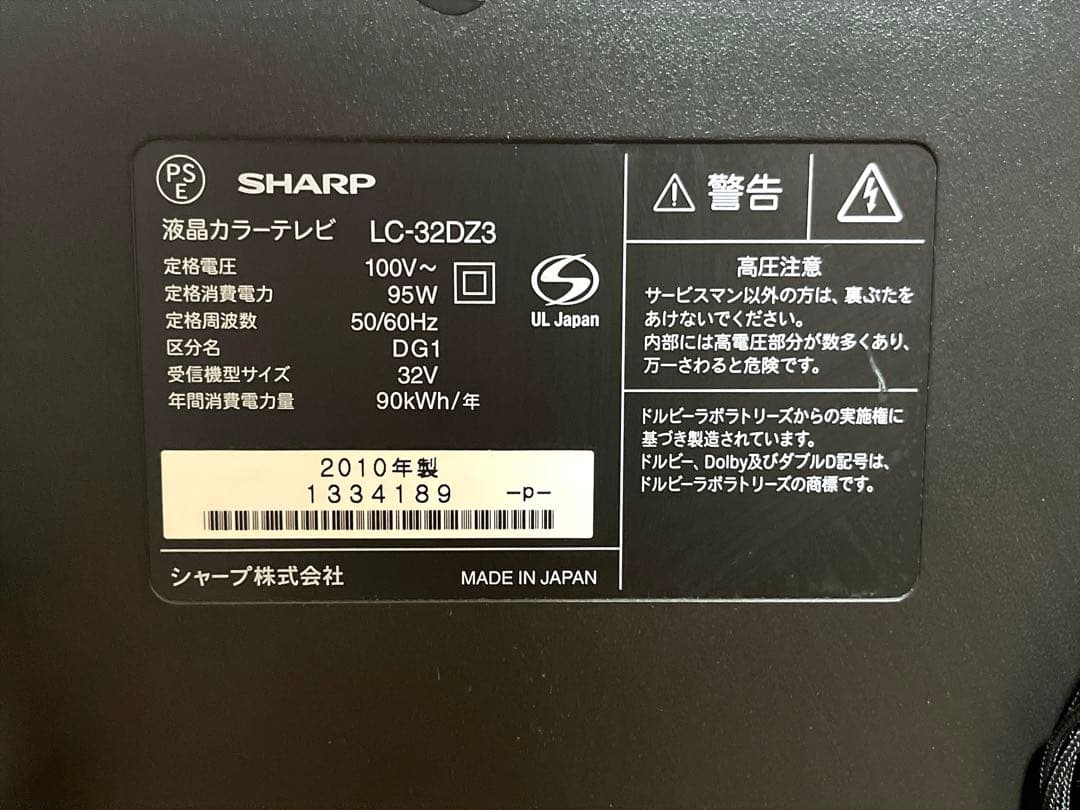 PS
E
SHARP
液晶カラーテレビ LC-32DZ3
定格電圧 100V～
定格消費電力 95W
定格周波数 50/60Hz
区分名 DG1
受信機型サイズ 32V
年間消費電力量 90kWh/年
UL Japan
2010年製
1334189 -p-
シャープ株式会社 MADE IN JAPAN
警告
高圧注意
サービスマン以外の方は、裏ぶたを
あけないでください。
内部には高電圧部分が数多くあり、
万一さわると危険です。
ドルビーラボラトリーズからの実施権に
基づき製造されています。
ドルビー、Dolby及びダブルD記号は、
ドルビーラボラトリーズの商標です。